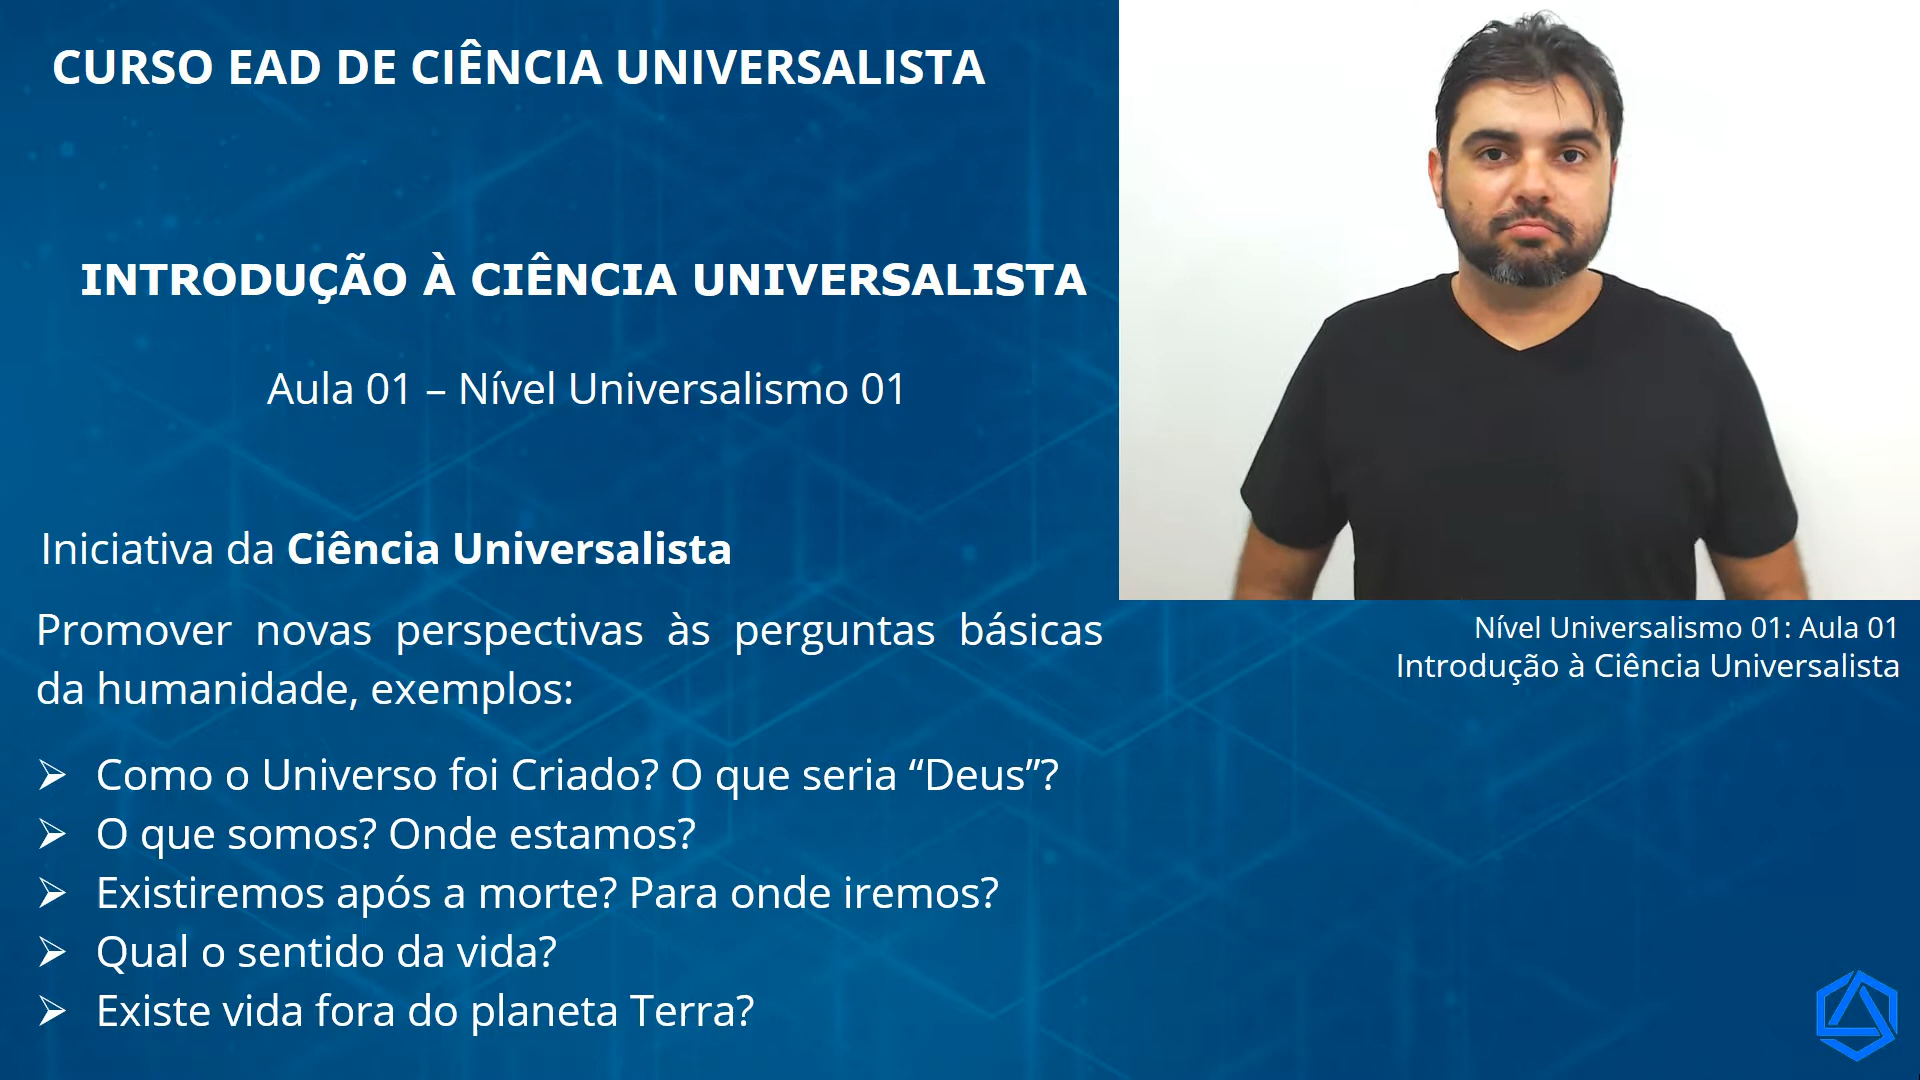 CURSO EAD DE CIÊNCIA UNIVERSALISTA
INTRODUÇÃO À CIÊNCIA UNIVERSALISTA
Aula 01 – Nível Universalismo 01
Iniciativa da Ciência Universalista
Promover novas perspectivas às perguntas básicas
da humanidade, exemplos:
➢ Como o Universo foi Criado? O que seria “Deus”?
➢ O que somos? Onde estamos?
➢ Existiremos após a morte? Para onde iremos?
➢ Qual o sentido da vida?
➢ Existe vida fora do planeta Terra?
Nível Universalismo 01: Aula 01
Introdução à Ciência Universalista